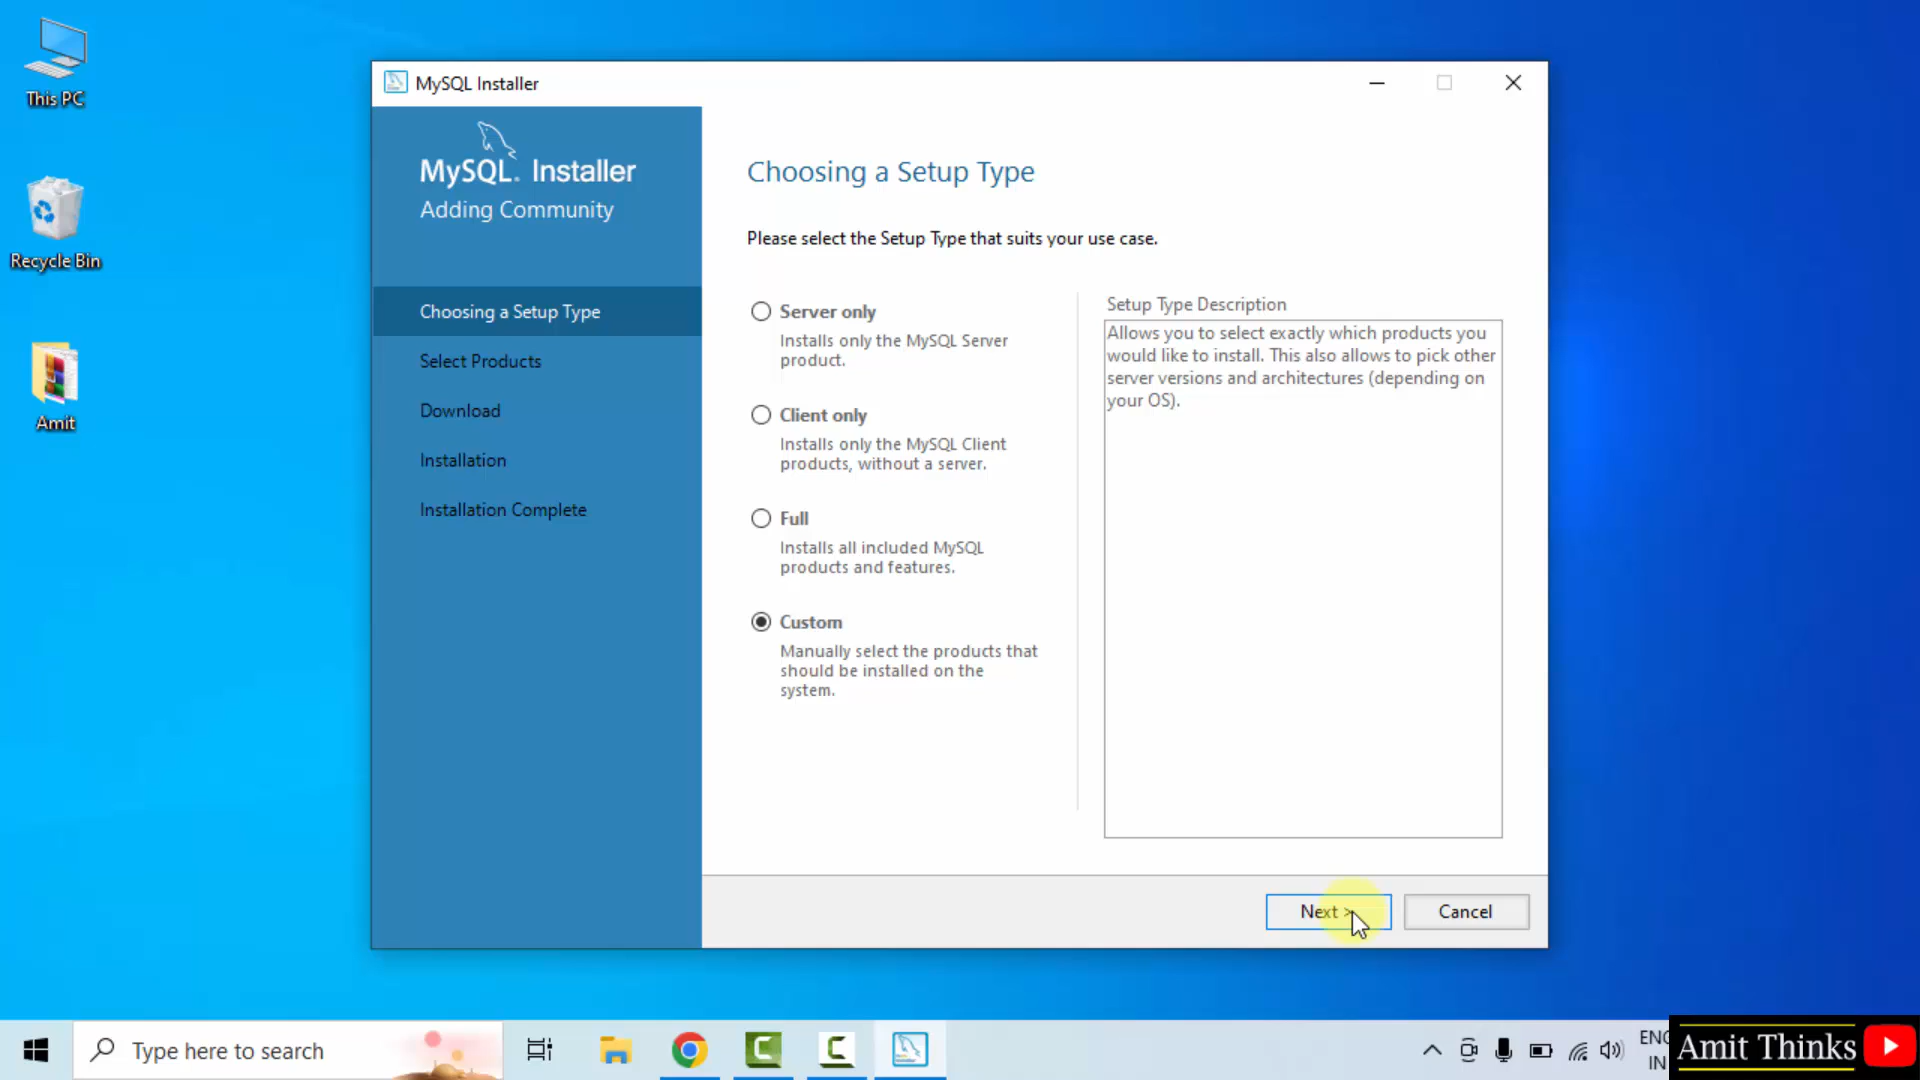 This PC
Recycle Bin
Amit
MySQL Installer
MySQL. Installer
Adding Community
Choosing a Setup Type
Select Products
Download
Installation
Installation Complete
Choosing a Setup Type
Please select the Setup Type that suits your use case.
Server only
Installs only the MySQL Server
product.
Client only
Installs only the MySQL Client
products, without a server.
Full
Installs all included MySQL
products and features.
Custom
Manually select the products that
should be installed on the
system.
Setup Type Description
Allows you to select exactly which products you
would like to install. This also allows to pick other
server versions and architectures (depending on
your OS).
Next >
Cancel
Type here to search
ENG
IN
Amit Thinks